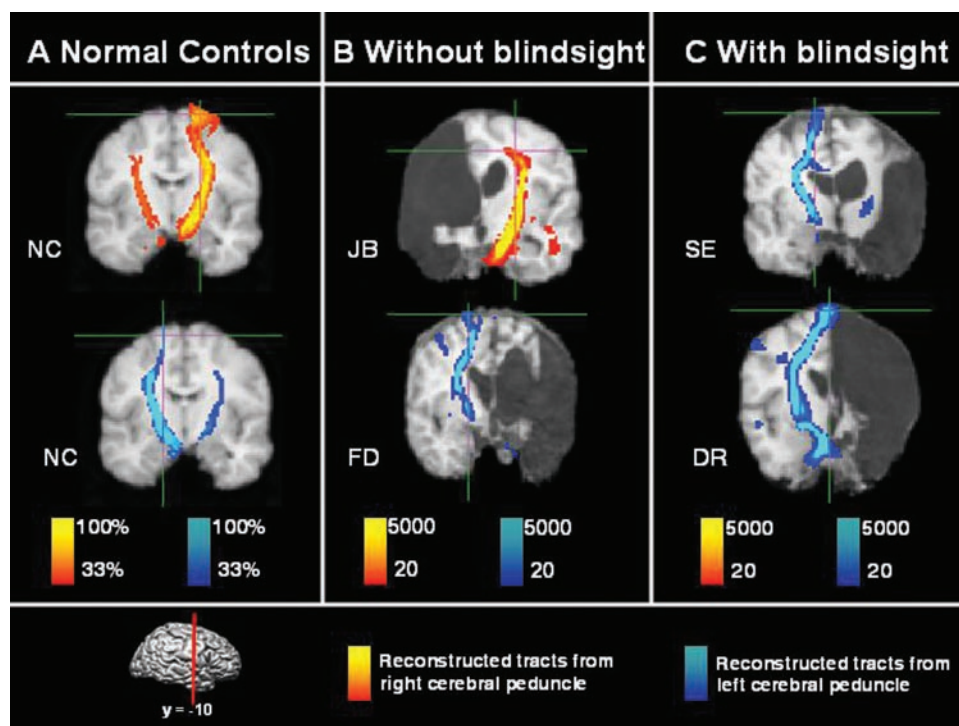 A Normal Controls
B Without blindsight
C With blindsight
NC
JB
SE
NC
FD
DR
100%
100%
5000
5000
5000
5000
33%
33%
20
20
20
20
y = -10
Reconstructed tracts from
right cerebral peduncle
Reconstructed tracts from
left cerebral peduncle